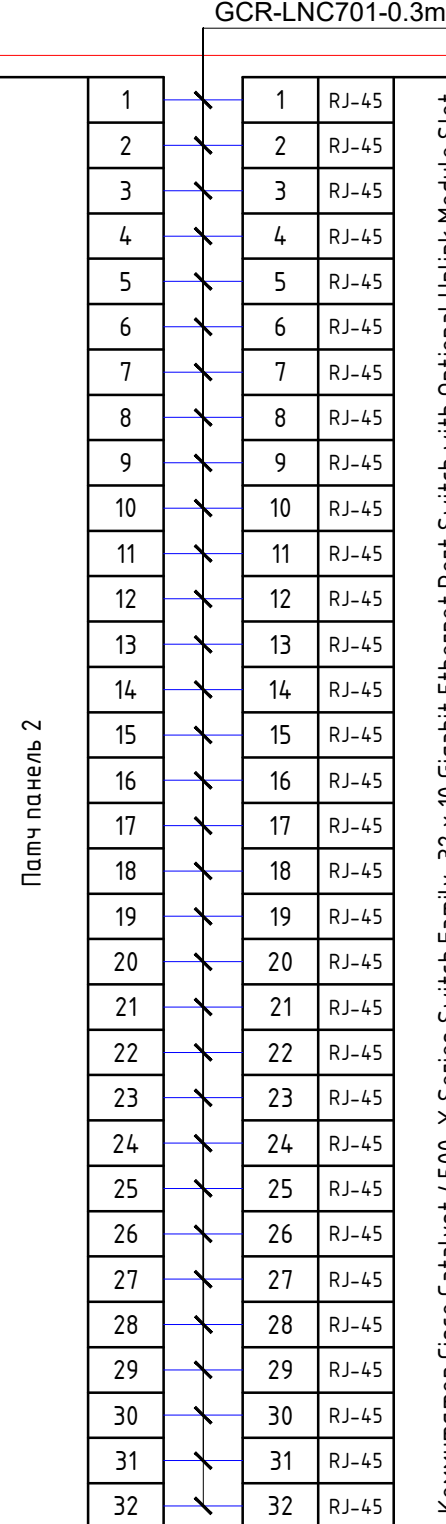 GCR-LNC701-0.3m
Патч панель 2
1 1 RJ-45
2 2 RJ-45
3 3 RJ-45
4 4 RJ-45
5 5 RJ-45
6 6 RJ-45
7 7 RJ-45
8 8 RJ-45
9 9 RJ-45
10 10 RJ-45
11 11 RJ-45
12 12 RJ-45
13 13 RJ-45
14 14 RJ-45
15 15 RJ-45
16 16 RJ-45
17 17 RJ-45
18 18 RJ-45
19 19 RJ-45
20 20 RJ-45
21 21 RJ-45
22 22 RJ-45
23 23 RJ-45
24 24 RJ-45
25 25 RJ-45
26 26 RJ-45
27 27 RJ-45
28 28 RJ-45
29 29 RJ-45
30 30 RJ-45
31 31 RJ-45
32 32 RJ-45
Коммутатор Cisco Catalyst 4500-X Series Switch Family, 32 x 10 Gigabit Ethernet Port Switch with Optional Uplink Module Slot